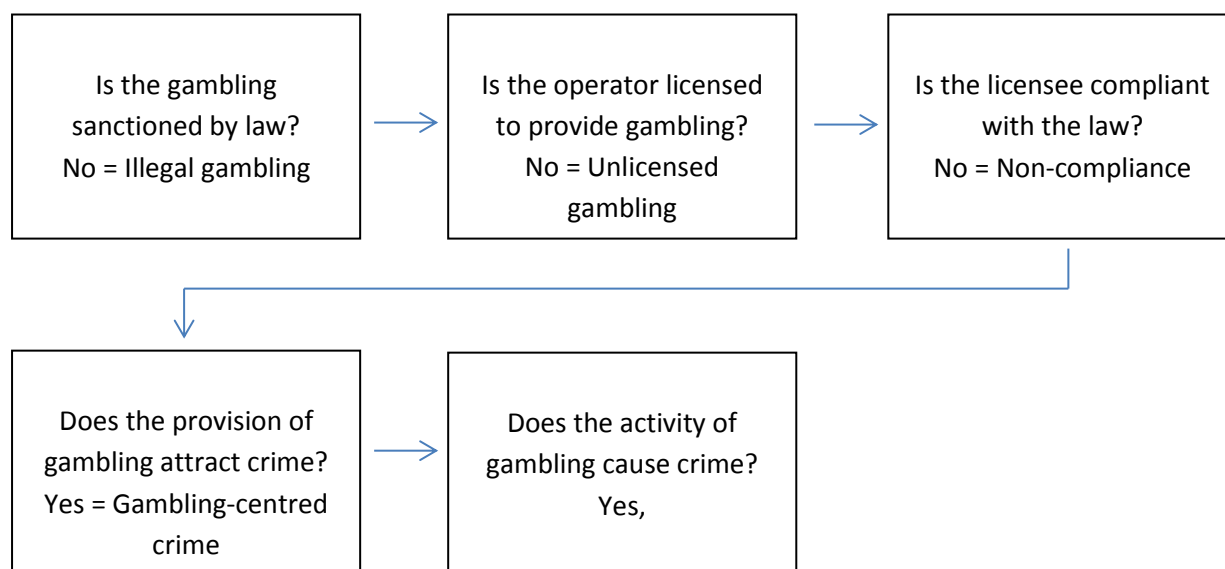 Is the gambling
sanctioned by law?
No = Illegal gambling
Is the operator licensed
to provide gambling?
No = Unlicensed
gambling
Is the licensee compliant
with the law?
No = Non-compliance
Does the provision of
gambling attract crime?
Yes = Gambling-centred
crime
Does the activity of
gambling cause crime?
Yes,